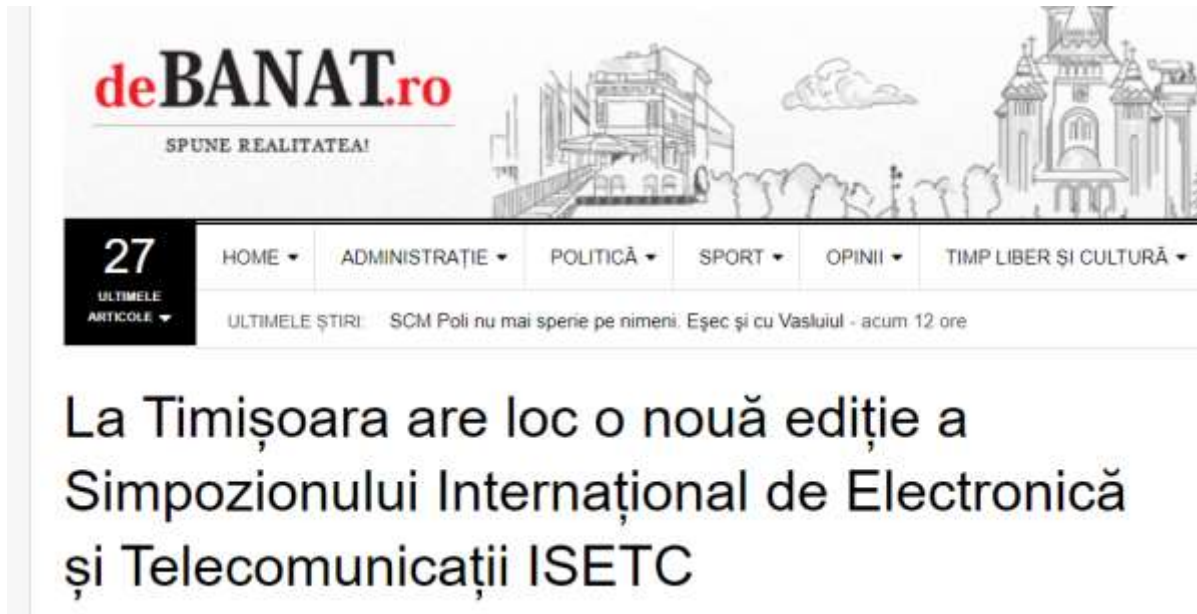 deBANAT.ro
SPUNE REALITATEA!
27
ULTIMELE
ARTICOLE
HOME ADMINISTRAȚIE POLITICĂ SPORT OPINII TIMP LIBER ȘI CULTURĂ
ULTIMELE ȘTIRI: SCM Poli nu mai sperie pe nimeni. Eșec și cu Vasluiul - acum 12 ore
La Timișoara are loc o nouă ediție a
Simpozionului Internațional de Electronică
și Telecomunicații ISETC